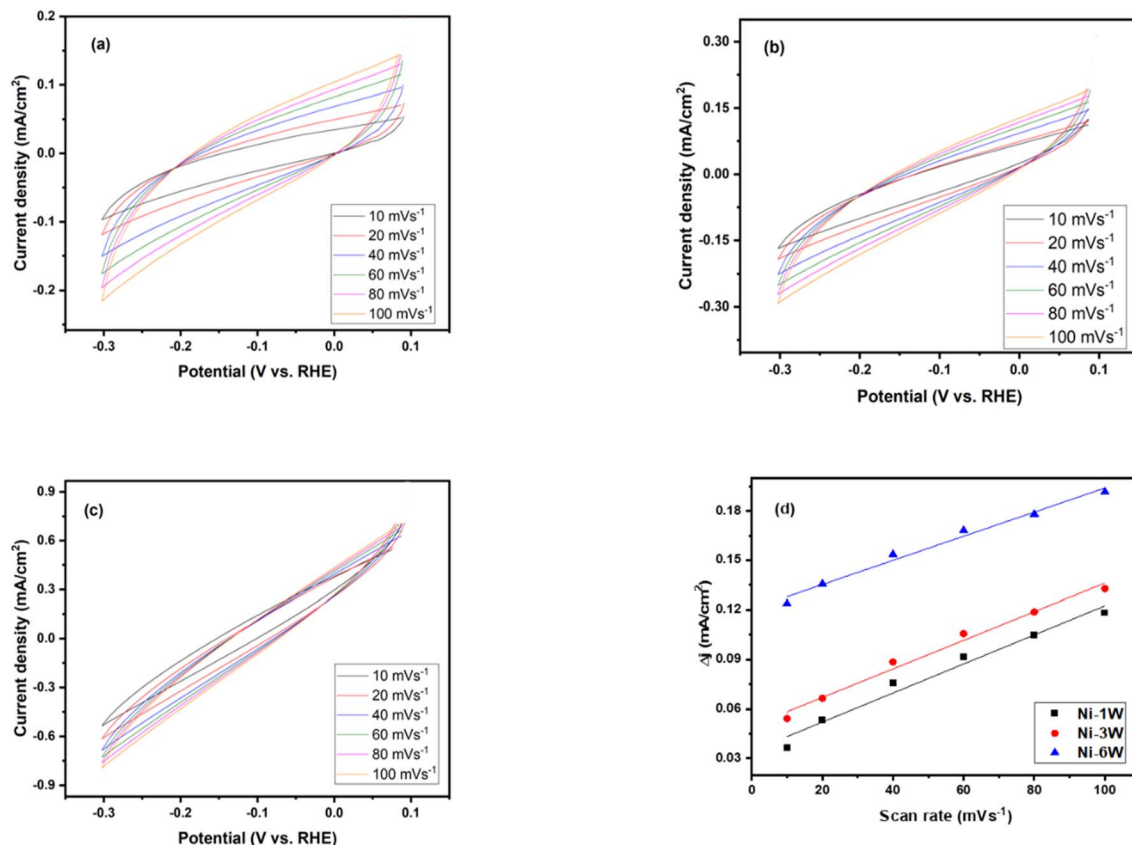 (a)
Current density (mA/cm²)
0.2
0.1
0.0
-0.1
-0.2
-0.3 -0.2 -0.1 0.0 0.1
Potential (V vs. RHE)
10 mVs⁻¹
20 mVs⁻¹
40 mVs⁻¹
60 mVs⁻¹
80 mVs⁻¹
100 mVs⁻¹
(b)
Current density (mA/cm²)
0.30
0.15
0.00
-0.15
-0.30
-0.3 -0.2 -0.1 0.0 0.1
Potential (V vs. RHE)
10 mVs⁻¹
20 mVs⁻¹
40 mVs⁻¹
60 mVs⁻¹
80 mVs⁻¹
100 mVs⁻¹
(c)
Current density (mA/cm²)
0.9
0.6
0.3
0.0
-0.3
-0.6
-0.9
-0.3 -0.2 -0.1 0.0 0.1
Potential (V vs. RHE)
10 mVs⁻¹
20 mVs⁻¹
40 mVs⁻¹
60 mVs⁻¹
80 mVs⁻¹
100 mVs⁻¹
(d)
Δj (mA/cm²)
0.18
0.15
0.12
0.09
0.06
0.03
0 20 40 60 80 100
Scan rate (mVs⁻¹)
Ni-1W
Ni-3W
Ni-6W